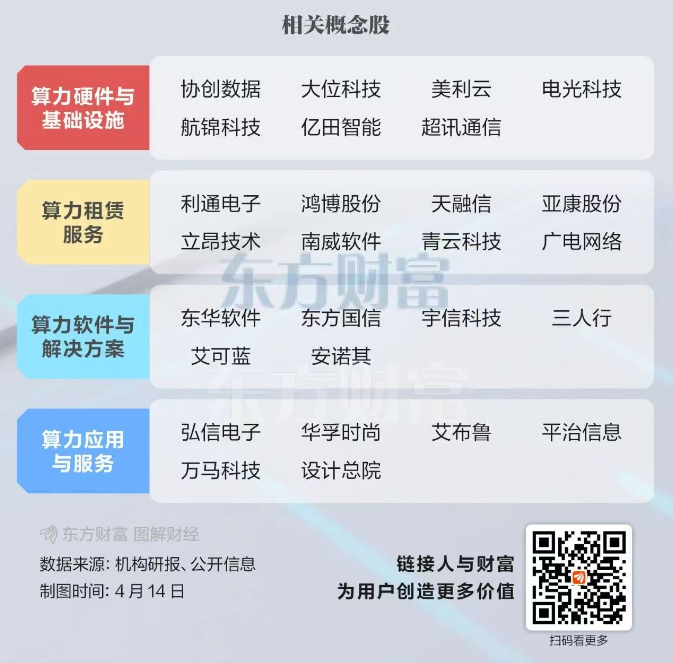 相关概念股
算力硬件与
基础设施
协创数据 大位科技 美利云 电光科技
航锦科技 亿田智能 超讯通信
算力租赁
服务
利通电子 鸿博股份 天融信 亚康股份
立昂技术 南威软件 青云科技 广电网络
东方财富
算力软件与
解决方案
东华软件 东方国信 宇信科技 三人行
艾可蓝 安诺其
东方财富
算力应用
与服务
弘信电子 华孚时尚 艾布鲁 平治信息
万马科技 设计总院
东方财富 图解财经
数据来源：机构研报、公开信息
制图时间：4月14日
链接人与财富
为用户创造更多价值
扫码看更多